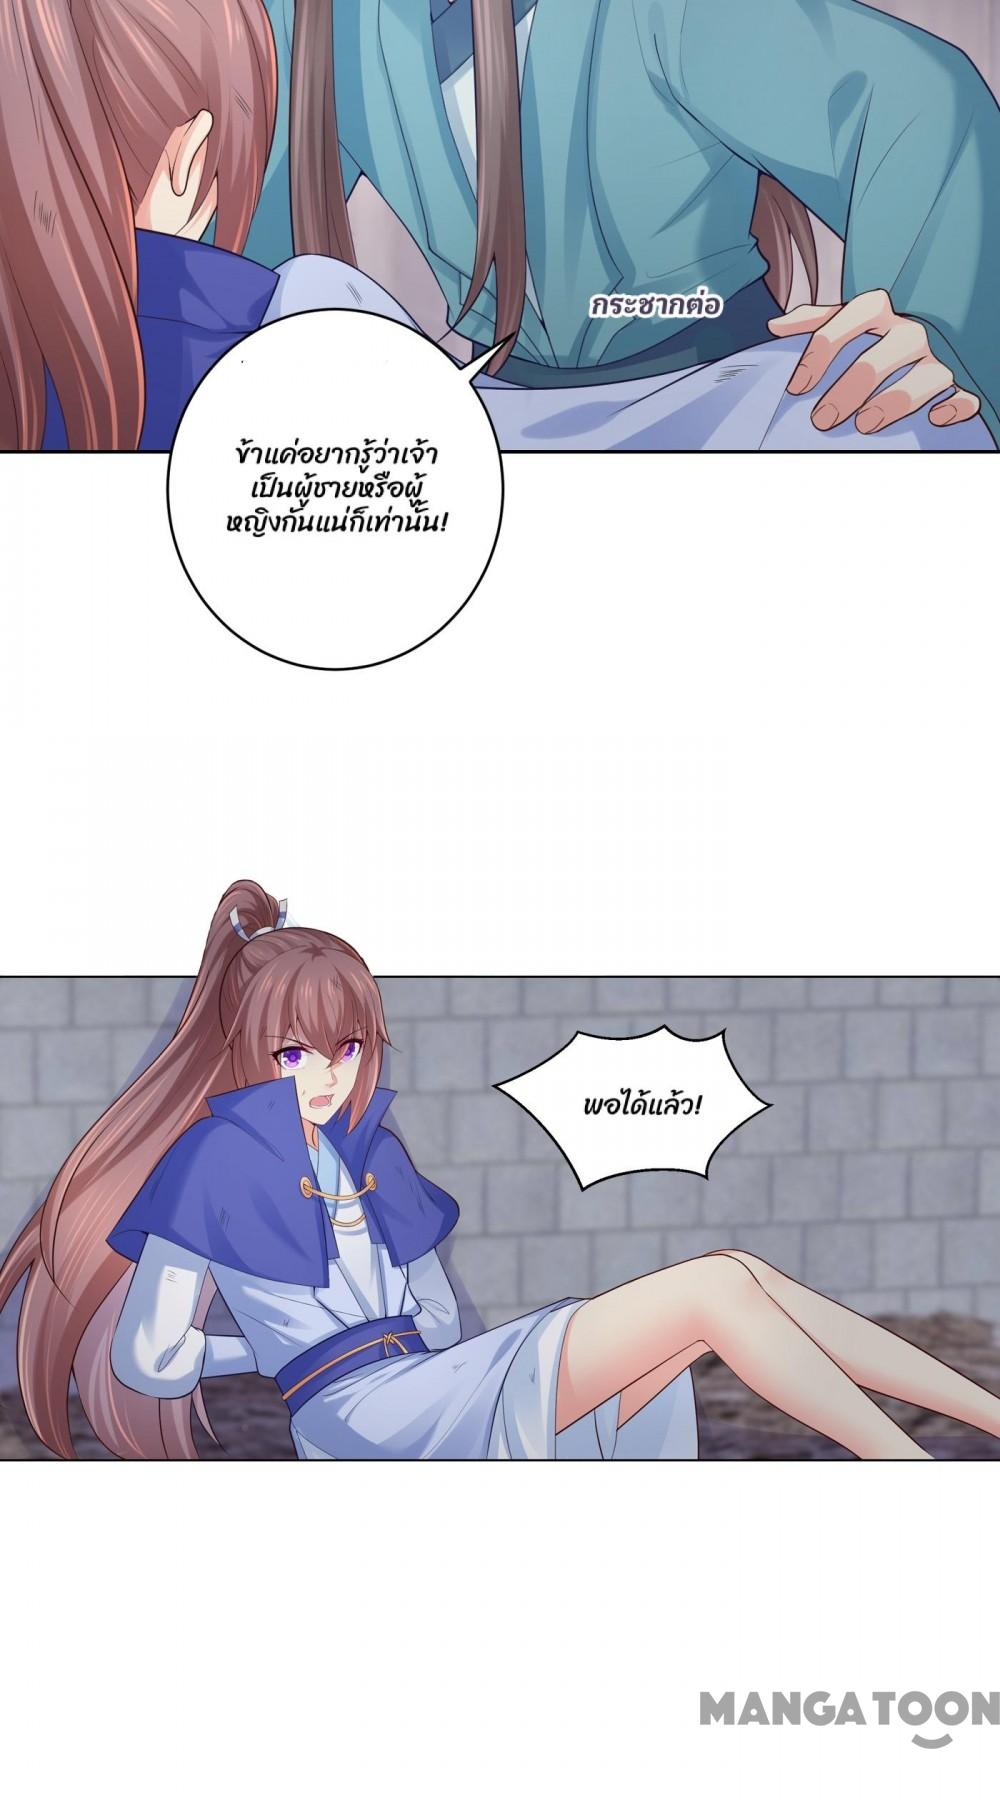 กระชากต่อ
ข้าแค่อยากรู้ว่าเจ้า
เป็นผู้ชายหรือผู้
หญิงกันแน่ก็เท่านั้น!
พอได้แล้ว!
MANGATOON